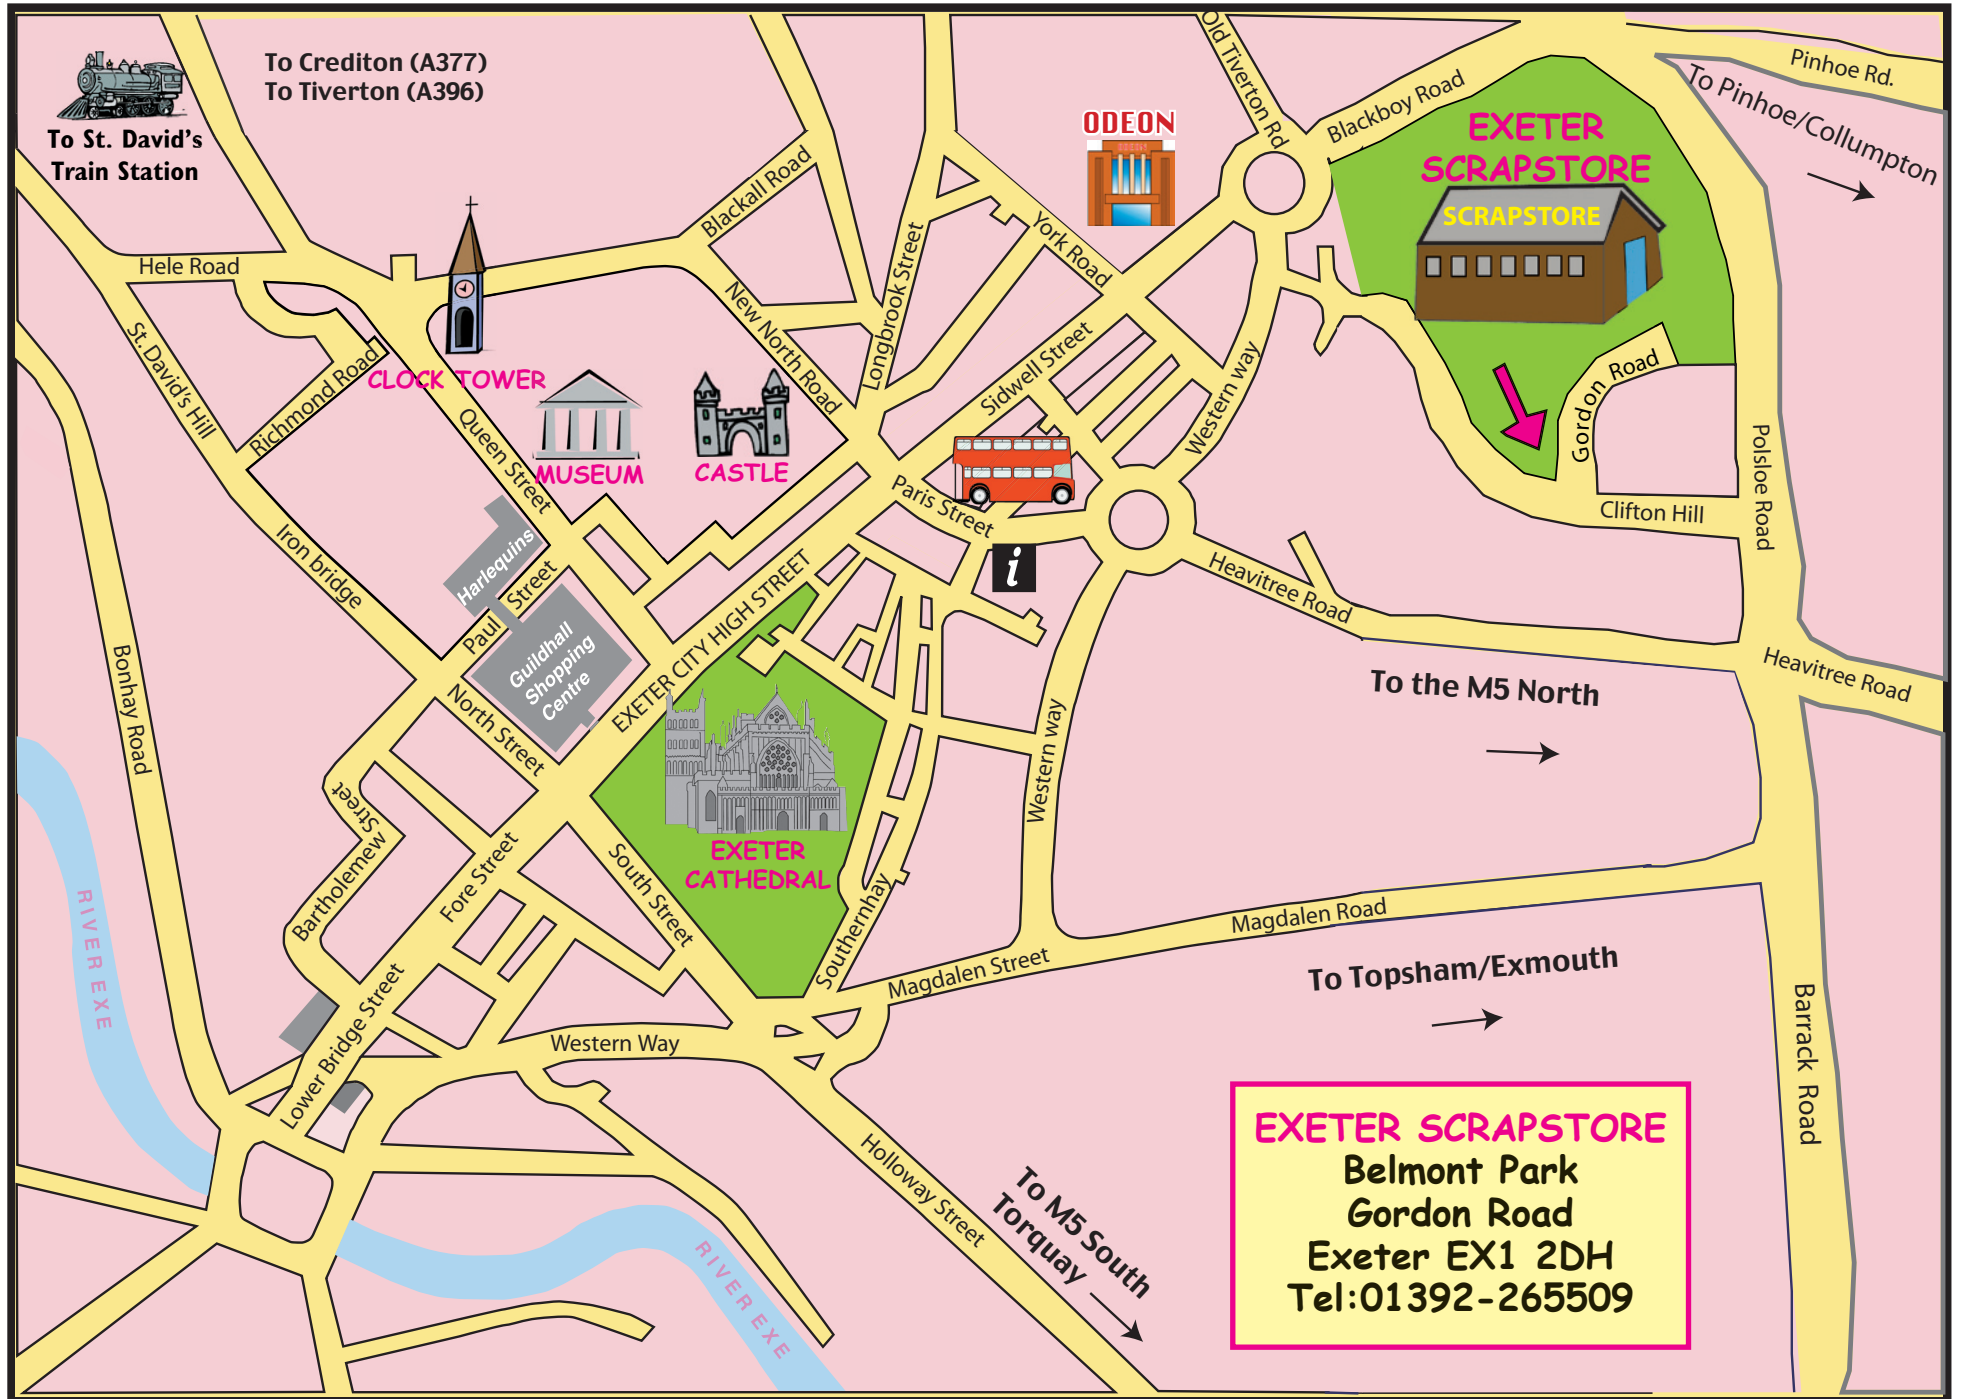 To Crediton (A377)
To Tiverton (A396)
To St. David's
Train Station
Old Tiverton Rd
Blackboy Road
Pinhoe Rd.
To Pinhoe/Collumpton
ODEON
EXETER
SCRAPSTORE
SCRAPSTORE
Hele Road
Blackall Road
Longbrook Street
York Road
New North Road
St. David's Hill
Richmond Road
CLOCK TOWER
Queen Street
MUSEUM
CASTLE
Sidwell Street
Western way
Gordon Road
Polsloe Road
Clifton Hill
Paris Street
i
Heavitree Road
Heavitree Road
Iron bridge
Harlequins
Paul Street
Guildhall
Shopping
Centre
EXETER CITY HIGH STREET
North Street
Bonhay Road
To the M5 North
Western way
EXETER
CATHEDRAL
Bartholemew Street
Fore Street
South Street
Southernhay
Magdalen Street
Magdalen Road
To Topsham/Exmouth
RIVER EXE
Lower Bridge Street
Western Way
Barrack Road
Holloway Street
To M5 South
Torquay
RIVER EXE
EXETER SCRAPSTORE
Belmont Park
Gordon Road
Exeter EX1 2DH
Tel:01392-265509